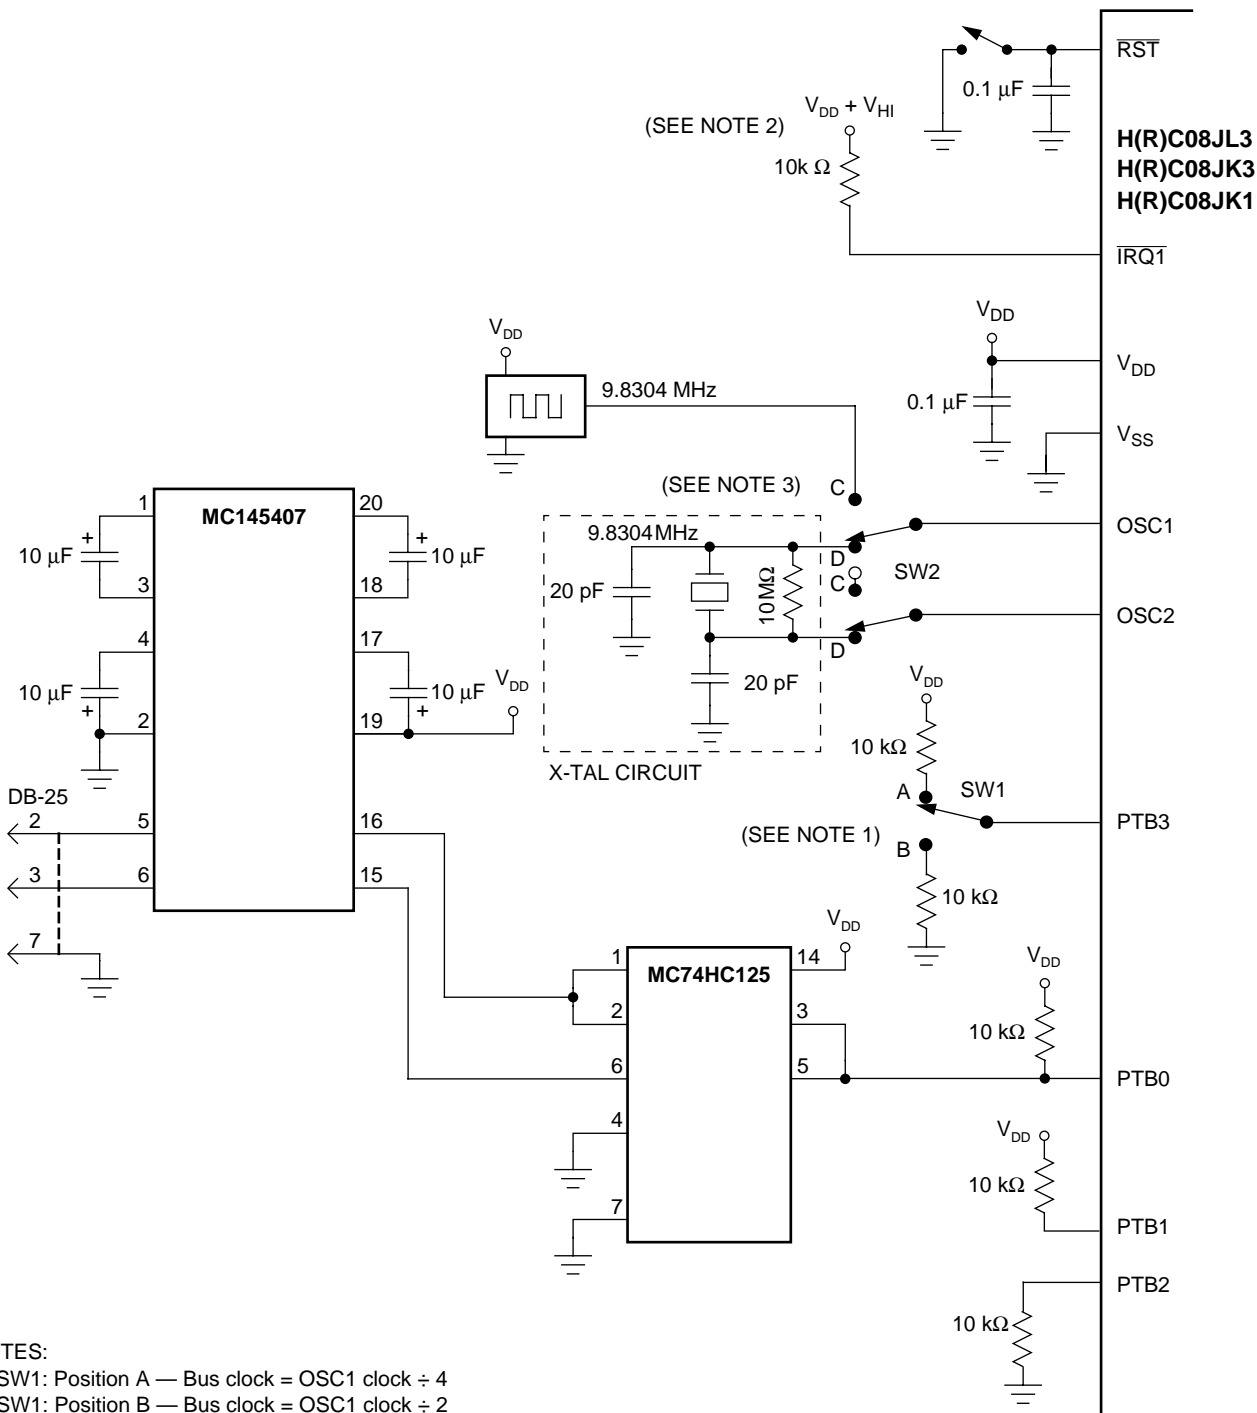 RST
0.1 µF
VDD + VHI
(SEE NOTE 2)
H(R)C08JL3
H(R)C08JK3
H(R)C08JK1
10k Ω
IRQ1
VDD
VDD
VDD
9.8304 MHz
0.1 µF
VSS
(SEE NOTE 3)
C
1
MC145407
20
OSC1
9.8304MHz
10 µF
+
+
10 µF
D
SW2
C
20 pF
10MΩ
3
18
OSC2
4
17
D
VDD
20 pF
VDD
10 µF
+
10 µF
+
2
19
10 kΩ
X-TAL CIRCUIT
A
SW1
DB-25
2
5
16
PTB3
(SEE NOTE 1)
B
3
6
15
10 kΩ
VDD
7
1
MC74HC125
14
VDD
2
3
10 kΩ
6
5
PTB0
4
VDD
10 kΩ
7
PTB1
PTB2
10 kΩ
TES:
SW1: Position A — Bus clock = OSC1 clock ÷ 4
SW1: Position B — Bus clock = OSC1 clock ÷ 2